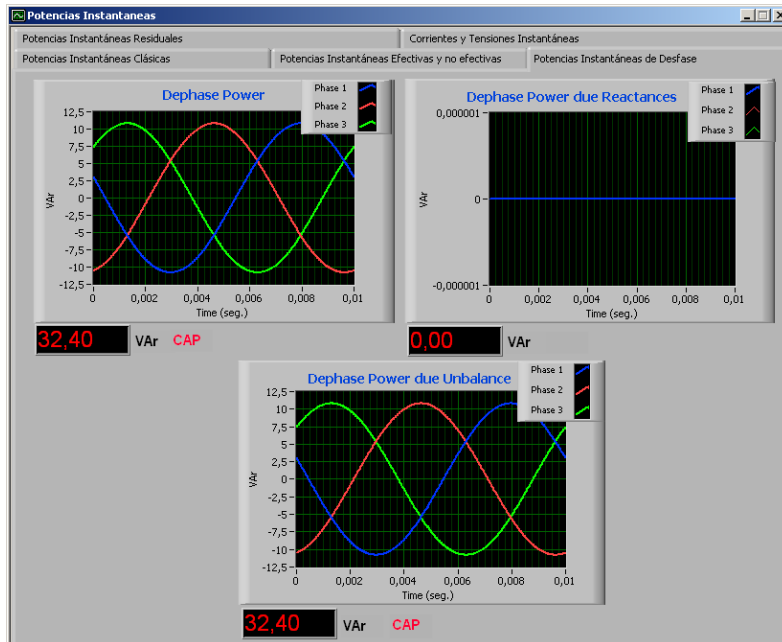 Potencias Instantaneas
Potencias Instantáneas Residuales
Corrientes y Tensiones Instantáneas
Potencias Instantáneas Clásicas
Potencias Instantáneas Efectivas y no efectivas
Potencias Instantáneas de Desfase
Dephase Power
Phase 1
Phase 2
Phase 3
VAr
12,5
10
7,5
5
2,5
0
-2,5
-5
-7,5
-10
-12,5
0
0,002
0,004
0,006
0,008
0,01
Time (seg.)
32,40 VAr CAP
Dephase Power due Reactances
Phase 1
Phase 2
Phase 3
VAr
0,000001
0
-0,000001
0
0,002
0,004
0,006
0,008
0,01
Time (seg.)
0,00 VAr
Dephase Power due Unbalance
Phase 1
Phase 2
Phase 3
VAr
12,5
10
7,5
5
2,5
0
-2,5
-5
-7,5
-10
-12,5
0
0,002
0,004
0,006
0,008
0,01
Time (seg.)
32,40 VAr CAP